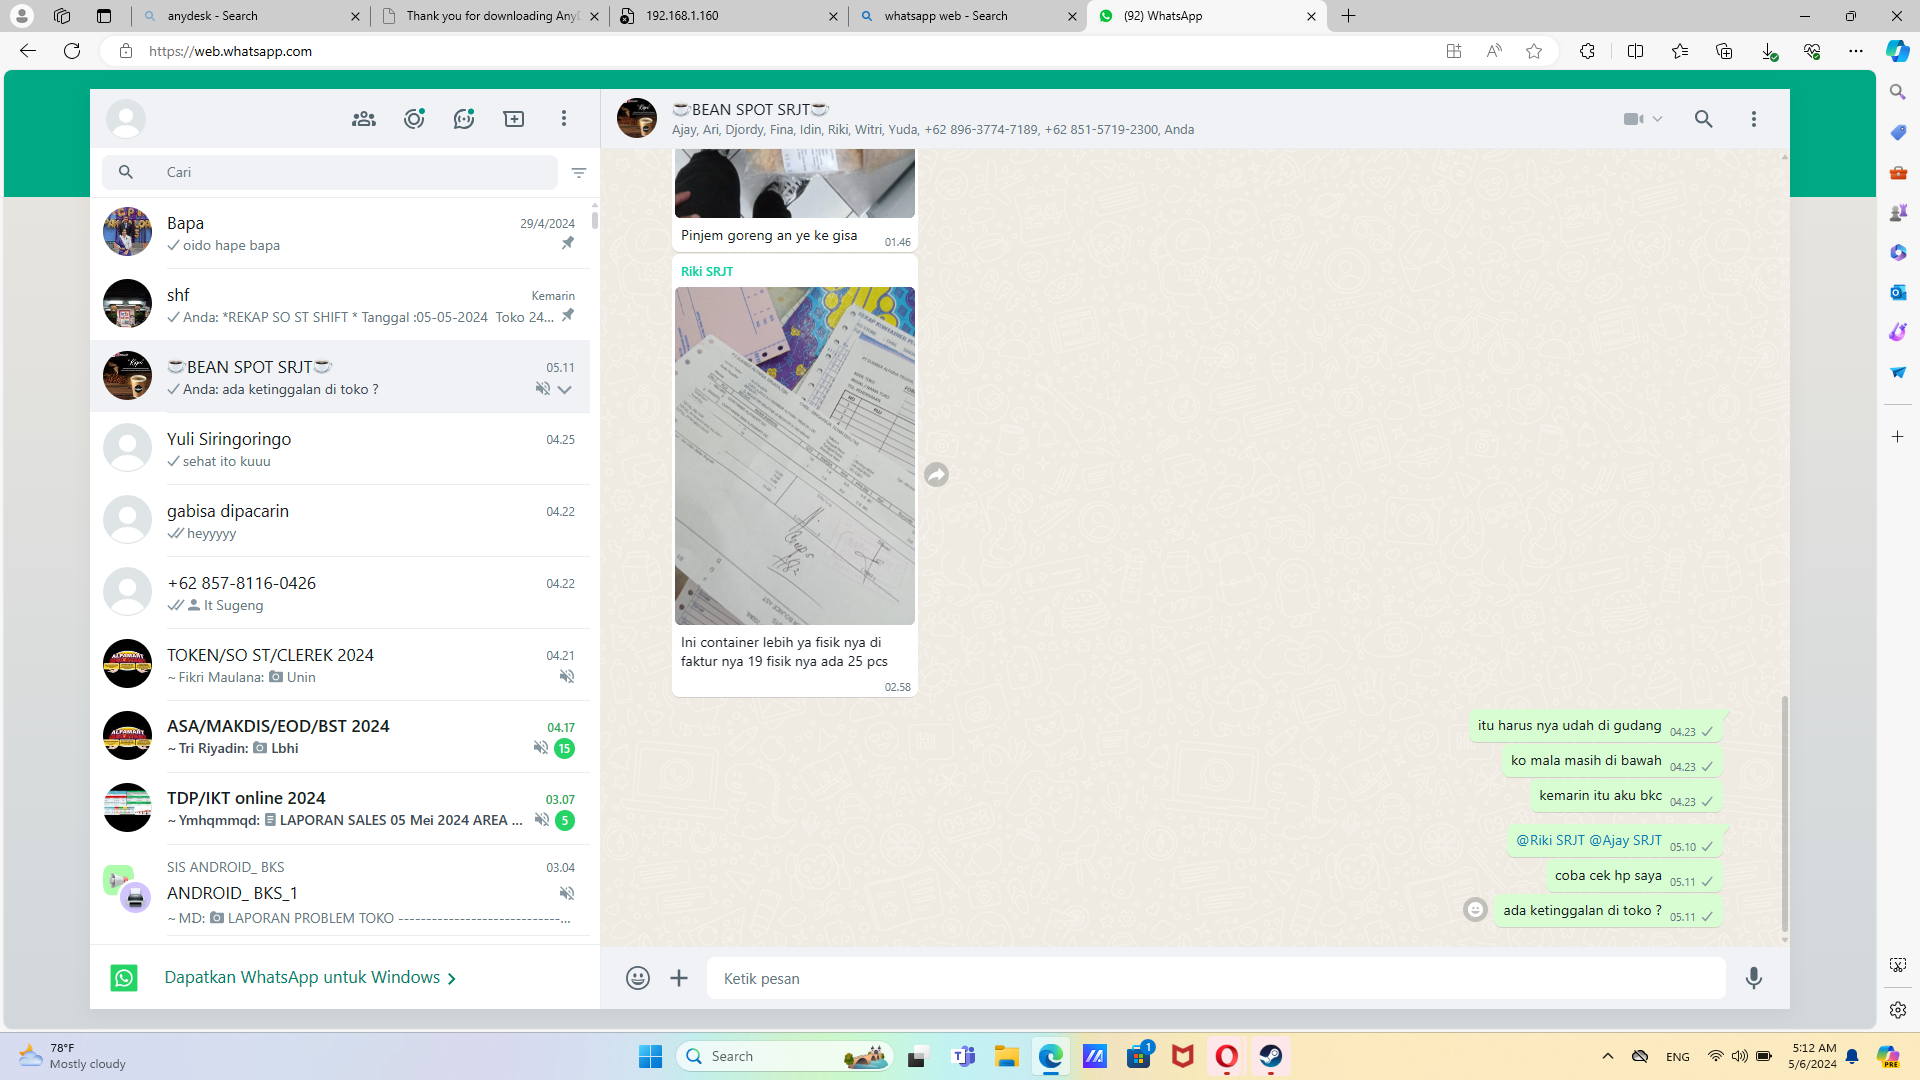 anydesk - Search
Thank you for downloading AnyD
192.168.1.160
whatsapp web - Search
(92) WhatsApp
https://web.whatsapp.com
☕BEAN SPOT SRJT☕
Ajay, Ari, Djordy, Fina, Idin, Riki, Witri, Yuda, +62 896-3774-7189, +62 851-5719-2300, Anda
Cari
Bapa
29/4/2024
oido hape bapa
shf
Kemarin
Anda: *REKAP SO ST SHIFT * Tanggal :05-05-2024 Toko 24...
☕BEAN SPOT SRJT☕
05.11
Anda: ada ketinggalan di toko ?
Yuli Siringoringo
04.25
sehat ito kuuu
gabisa dipacarin
04.22
heyyyyy
+62 857-8116-0426
04.22
It Sugeng
TOKEN/SO ST/CLEREK 2024
04.21
~ Fikri Maulana: Unin
ASA/MAKDIS/EOD/BST 2024
04.17
~ Tri Riyadin: Lbhi
15
TDP/IKT online 2024
03.07
~ Ymhqmmqd: LAPORAN SALES 05 Mei 2024 AREA ...
5
SIS ANDROID_ BKS
03.04
ANDROID_ BKS_1
~ MD: LAPORAN PROBLEM TOKO -----------------------------...
Dapatkan WhatsApp untuk Windows
Pinjem goreng an ye ke gisa
01.46
Riki SRJT
Ini container lebih ya fisik nya di
faktur nya 19 fisik nya ada 25 pcs
02.58
itu harus nya udah di gudang 04.23
ko mala masih di bawah 04.23
kemarin itu aku bkc 04.23
@Riki SRJT @Ajay SRJT 05.10
coba cek hp saya 05.11
ada ketinggalan di toko ? 05.11
Ketik pesan
78°F
Mostly cloudy
Search
1
ENG
5:12 AM
5/6/2024
PRE